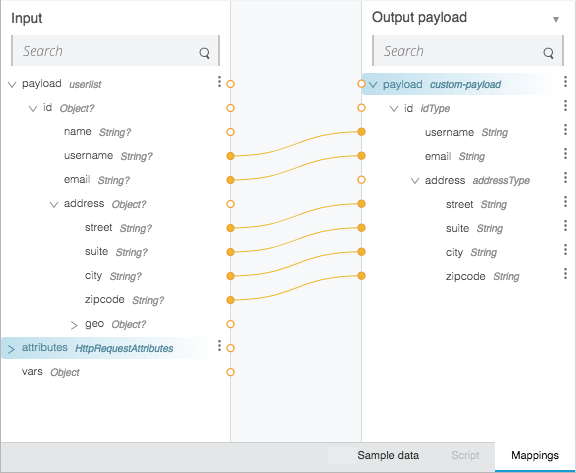 Input
Search
payload userlist
id Object?
name String?
username String?
email String?
address Object?
street String?
suite String?
city String?
zipcode String?
geo Object?
attributes HttpRequestAttributes
vars Object
Output payload
Search
payload custom-payload
id idType
username String
email String
address addressType
street String
suite String
city String
zipcode String
Sample data Script Mappings